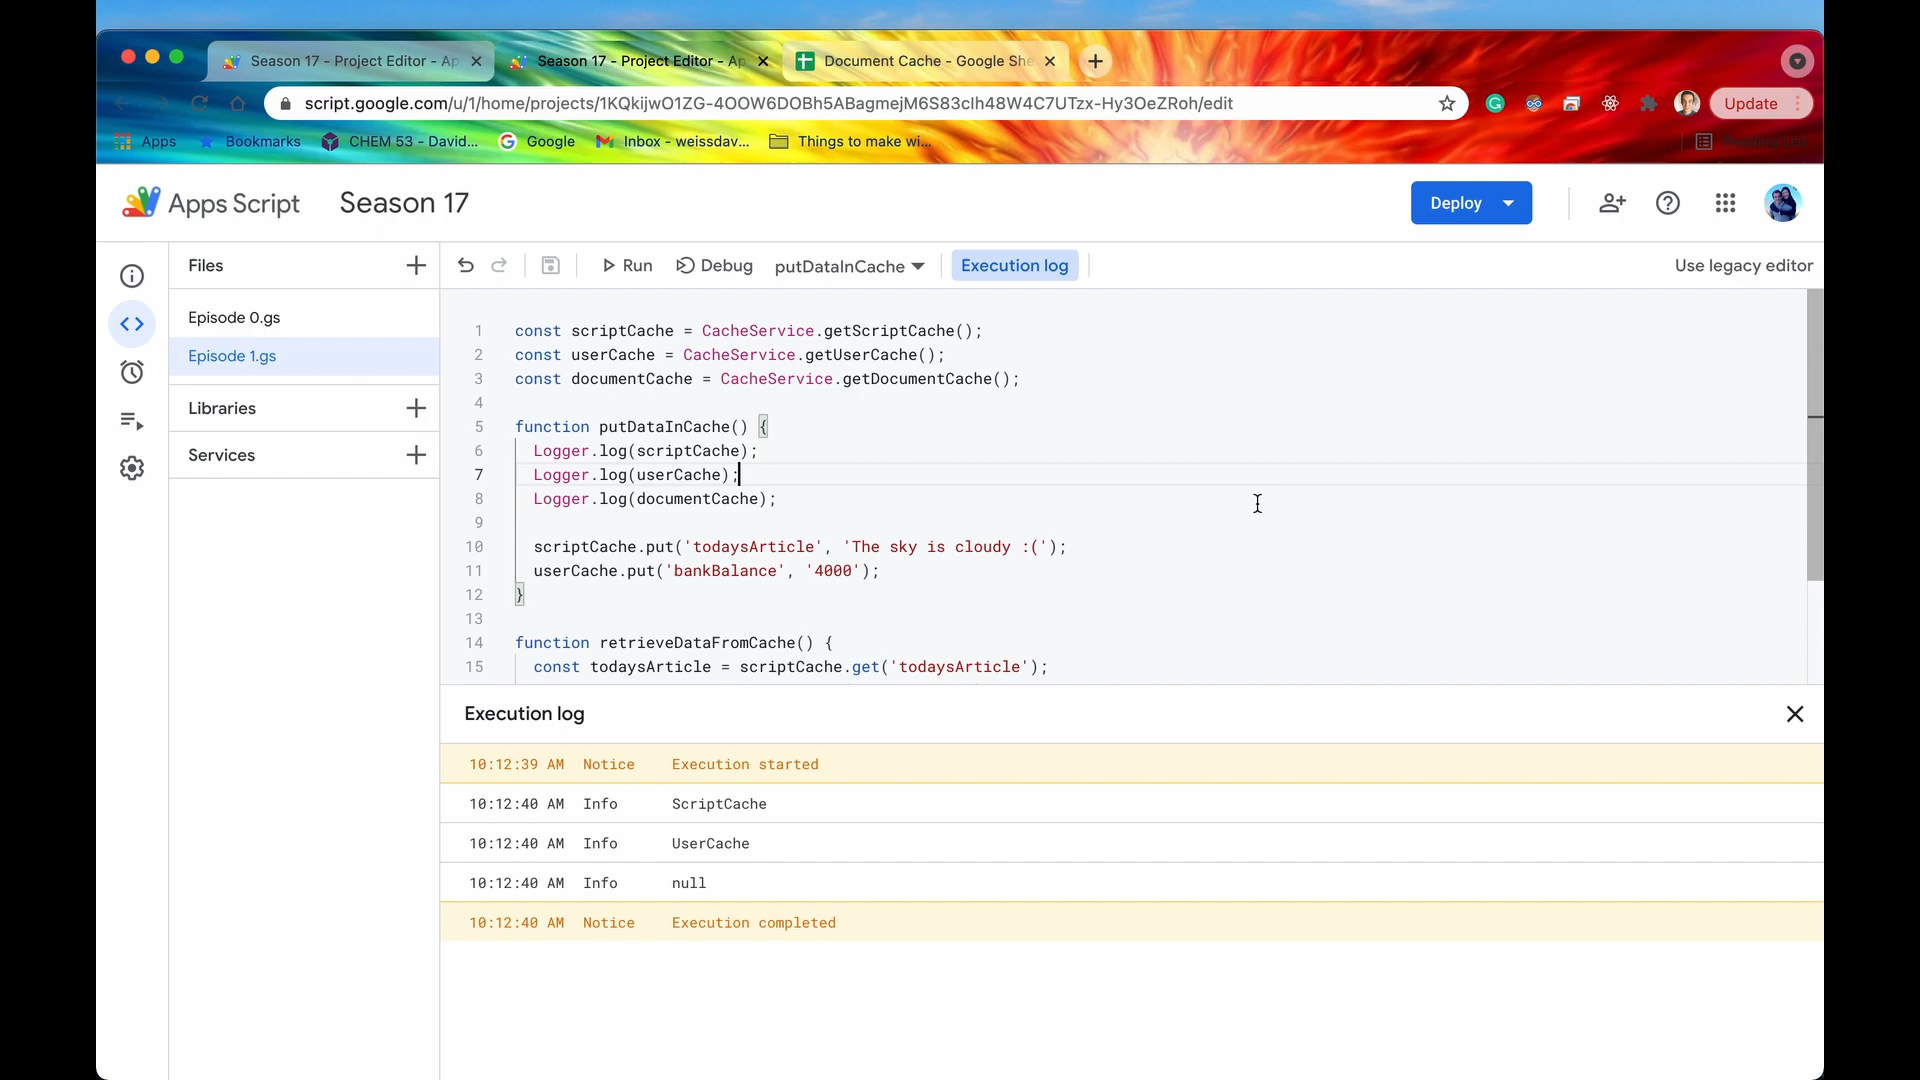 Season 17 - Project Editor - Ap
Season 17 - Project Editor - Ap
Document Cache - Google She
script.google.com/u/1/home/projects/1KQkijwO1ZG-4OOW6DOBh5ABagmejM6S83clh48W4C7UTzx-Hy3OeZRoh/edit
Update
Apps
Bookmarks
CHEM 53 - David...
Google
Inbox - weissdav...
Things to make wi...
Apps Script
Season 17
Deploy
Files
Run
Debug
putDataInCache
Execution log
Use legacy editor
Episode 0.gs
Episode 1.gs
Libraries
Services
1 const scriptCache = CacheService.getScriptCache();
2 const userCache = CacheService.getUserCache();
3 const documentCache = CacheService.getDocumentCache();
4
5 function putDataInCache() {
6 Logger.log(scriptCache);
7 Logger.log(userCache);
8 Logger.log(documentCache);
9
10 scriptCache.put('todaysArticle', 'The sky is cloudy :(');
11 userCache.put('bankBalance', '4000');
12 }
13
14 function retrieveDataFromCache() {
15 const todaysArticle = scriptCache.get('todaysArticle');
Execution log
10:12:39 AM Notice Execution started
10:12:40 AM Info ScriptCache
10:12:40 AM Info UserCache
10:12:40 AM Info null
10:12:40 AM Notice Execution completed